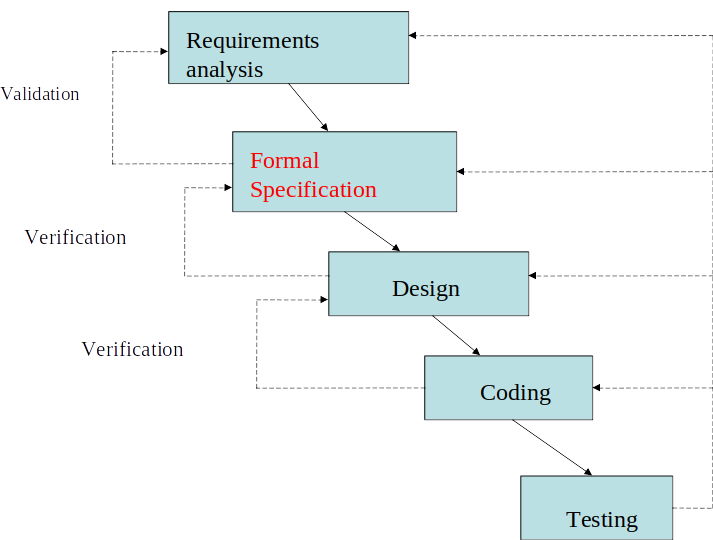 Requirements
analysis
Validation
Formal
Specification
Verification
Design
Verification
Coding
Testing